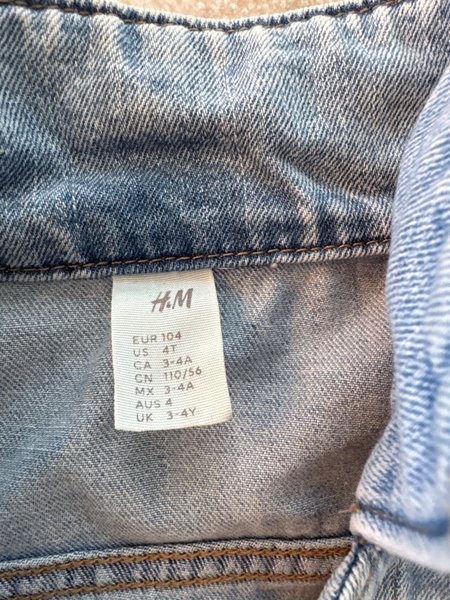 H&M
EUR 104
US 4T
CA 3-4A
CN 110/56
MX 3-4A
AUS 4
UK 3-4Y